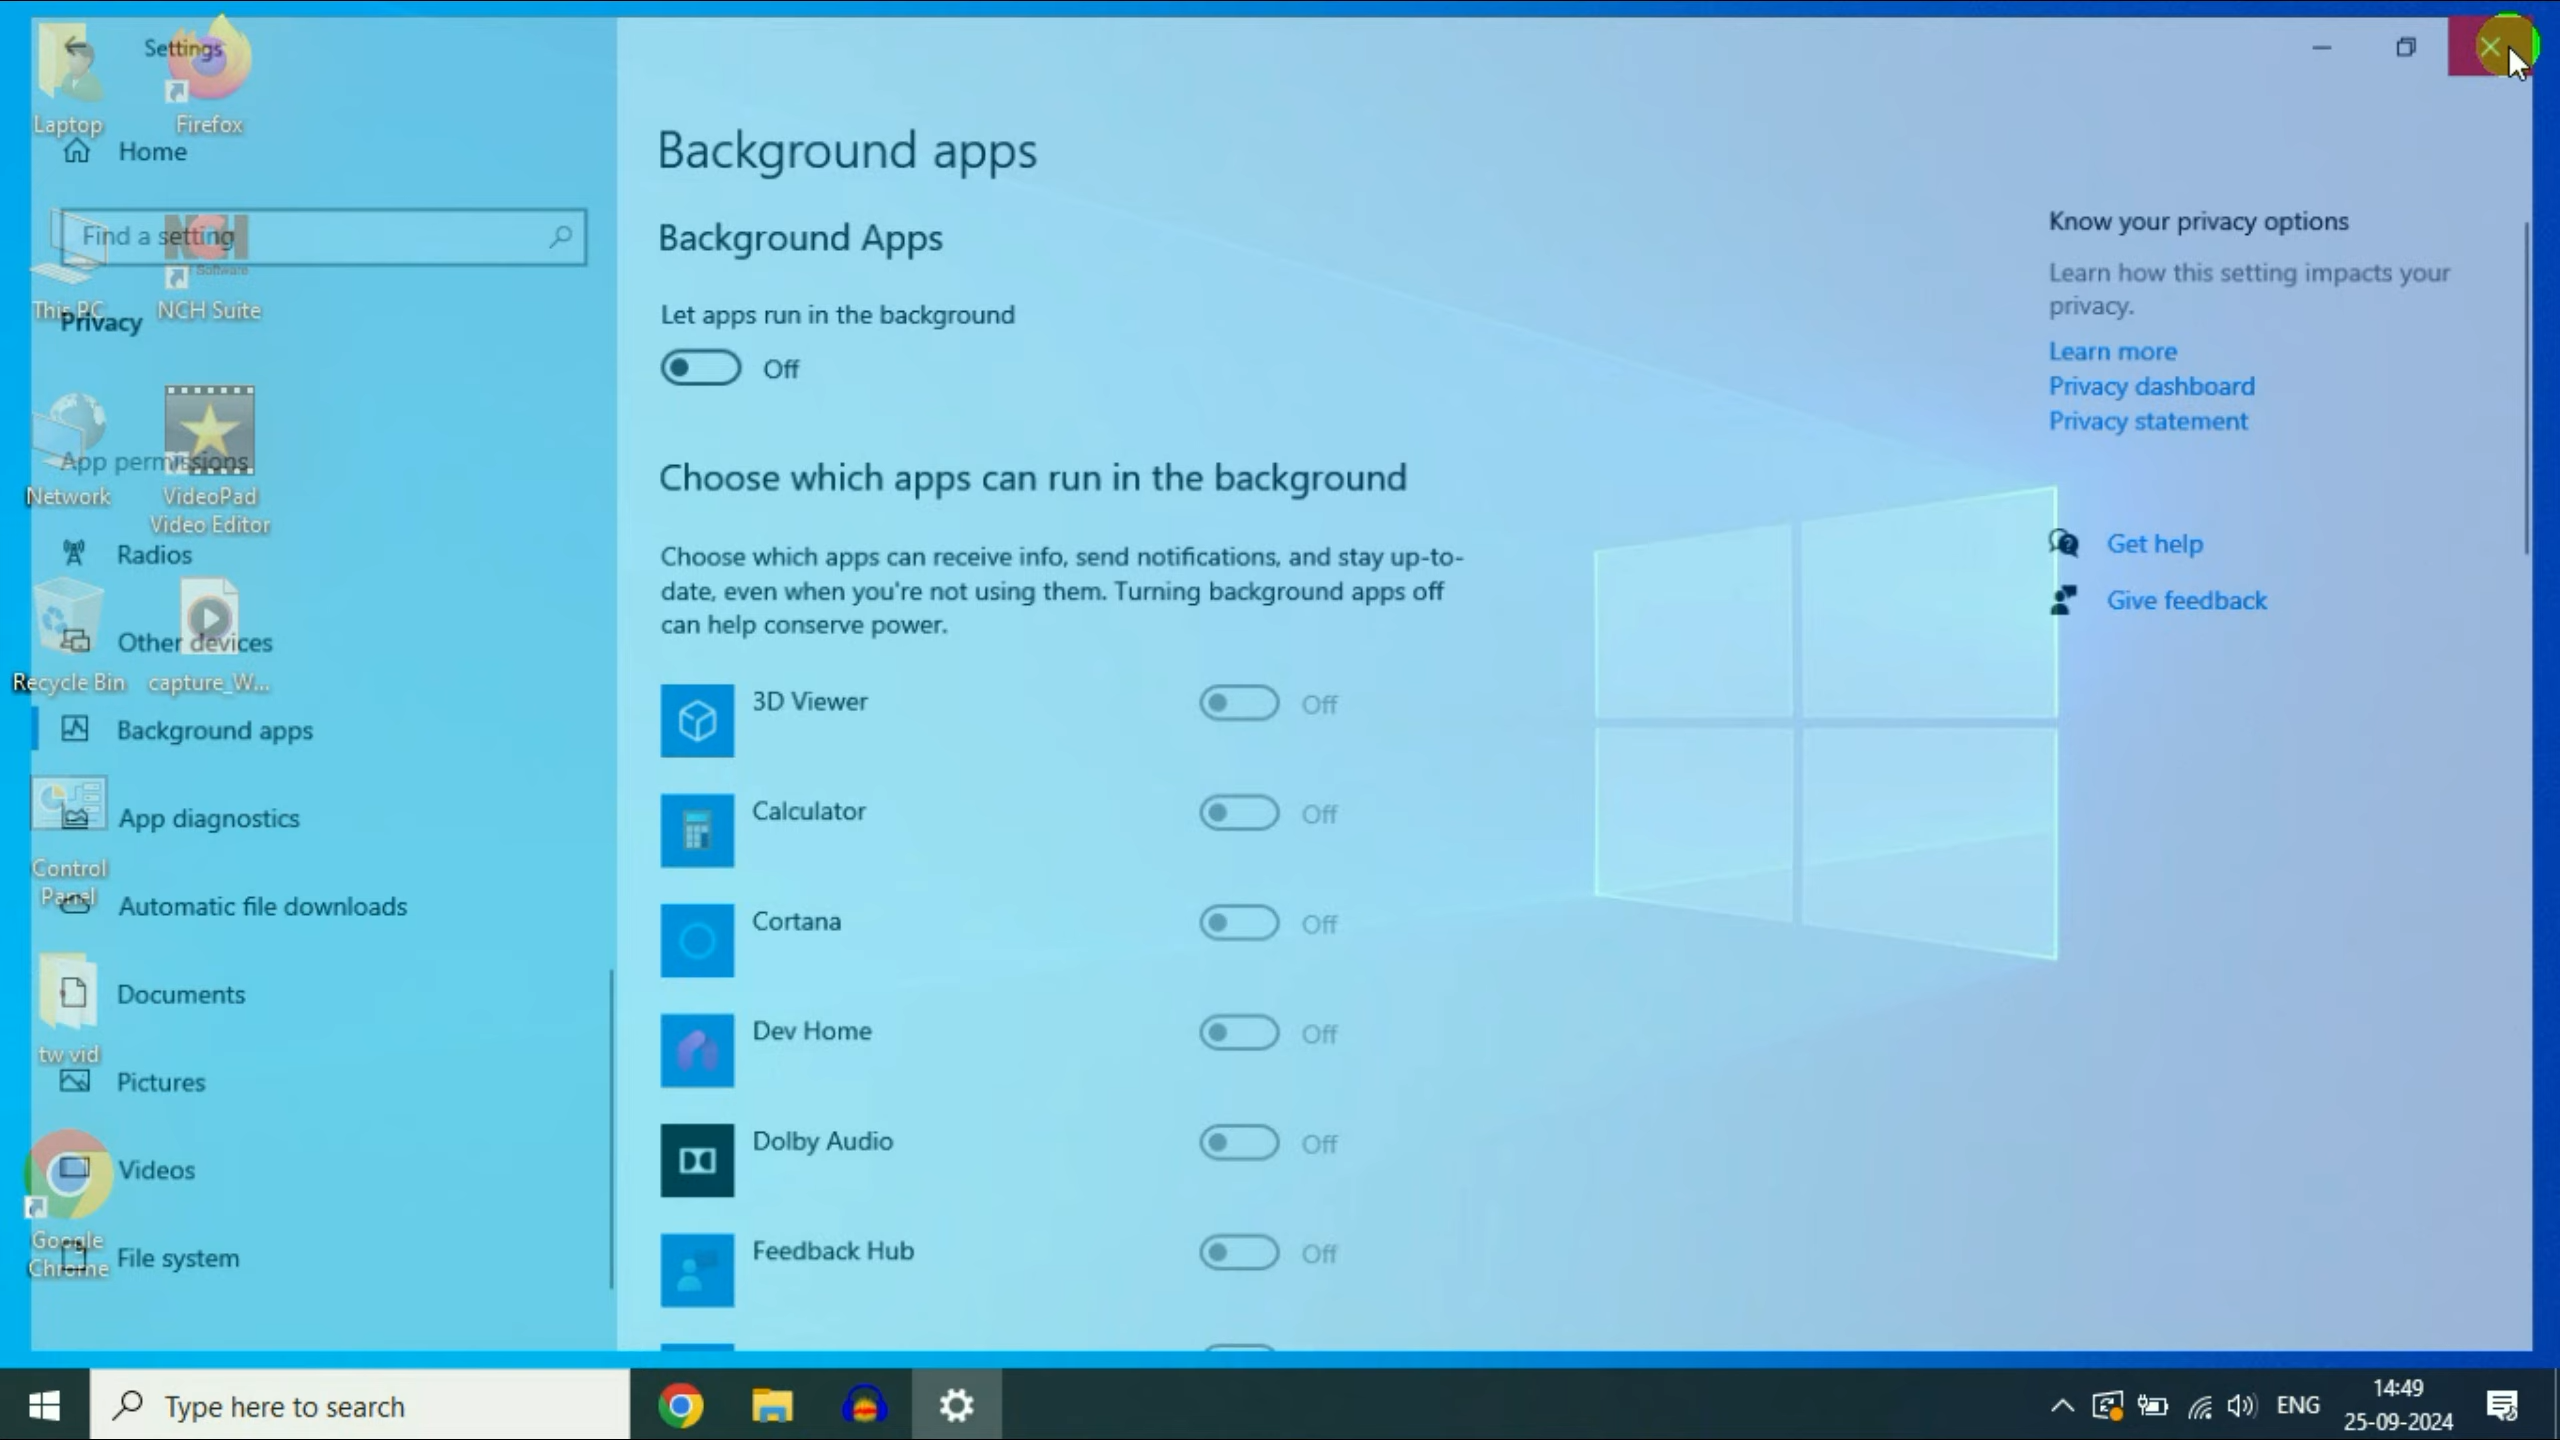 Settings
Home
Find a setting
Privacy
App permissions
Radios
Other devices
Background apps
App diagnostics
Automatic file downloads
Documents
Pictures
Videos
File system
Laptop
Firefox
This PC
NCH
Software
NCH Suite
Network
VideoPad
Video Editor
Recycle Bin
capture_W...
Control
Panel
tw vid
Google
Chrome
Background apps
Background Apps
Let apps run in the background
Off
Choose which apps can run in the background
Choose which apps can receive info, send notifications, and stay up-to-
date, even when you're not using them. Turning background apps off
can help conserve power.
3D Viewer Off
Calculator Off
Cortana Off
Dev Home Off
Dolby Audio Off
Feedback Hub Off
Know your privacy options
Learn how this setting impacts your
privacy.
Learn more
Privacy dashboard
Privacy statement
Get help
Give feedback
Type here to search
ENG
14:49
25-09-2024